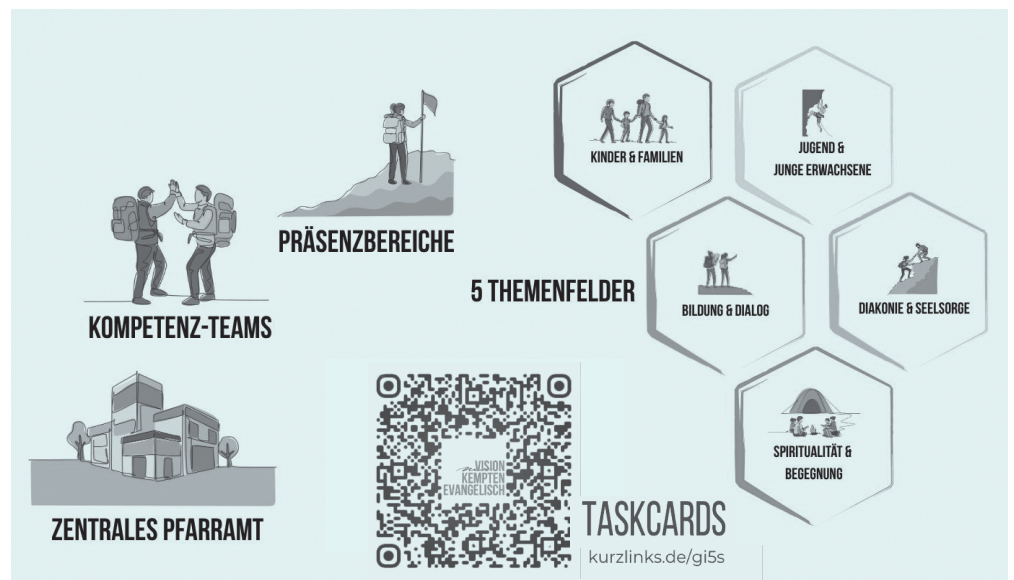 KINDER & FAMILIEN
JUGEND &
JUNGE ERWACHSENE
PRÄSENZBEREICHE
5 THEMENFELDER
BILDUNG & DIALOG
DIAKONIE & SEELSORGE
KOMPETENZ-TEAMS
SPIRITUALITÄT &
BEGEGNUNG
VISION
KEMPTEN
EVANGELISCH
ZENTRALES PFARRAMT
TASKCARDS
kurzlinks.de/gi5s